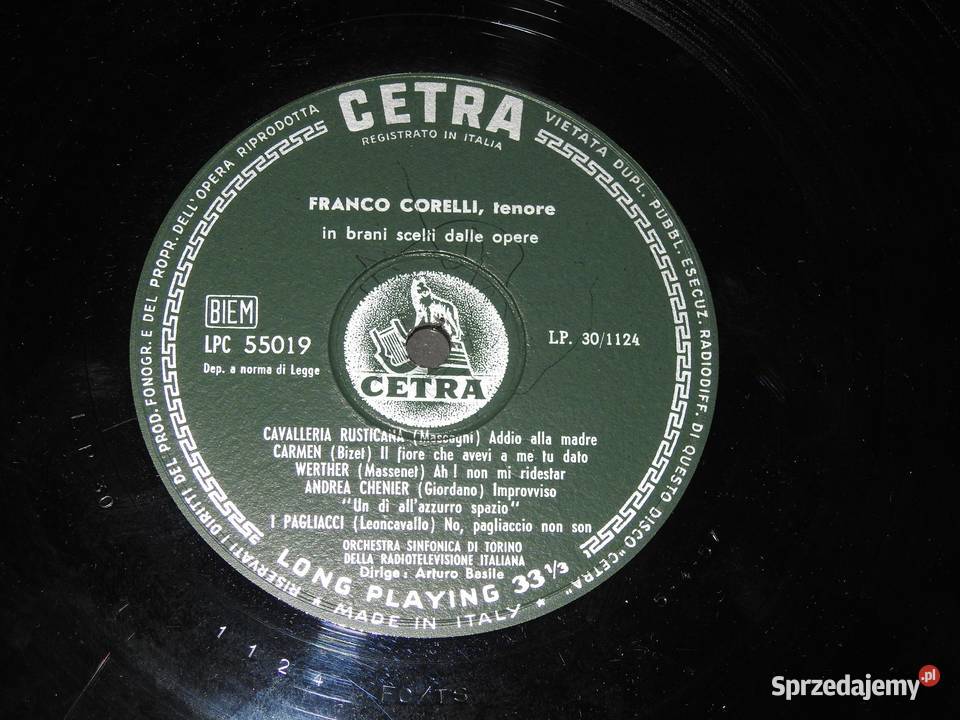 CETRA
REGISTRATO IN ITALIA
RISERVATI I DIRITTI DEL PROD. FONOGR. E DEL PROPR. DELL'OPERA RIPRODOTTA
VIETATA DUPL. PUBBL. ESECUZ. RADIODIFF. DI QUESTO DISCO "CETRA"
FRANCO CORELLI, tenore
in brani scelti dalle opere
BIEM
LPC 55019
Dep. a norma di Legge
LP. 30/1124
CETRA
CAVALLERIA RUSTICANA (Mascagni) Addio alla madre
CARMEN (Bizet) Il fiore che avevi a me tu dato
WERTHER (Massenet) Ah! non mi ridestar
ANDREA CHENIER (Giordano) Improvviso
"Un dì all'azzurro spazio"
I PAGLIACCI (Leoncavallo) No, pagliaccio non son
ORCHESTRA SINFONICA DI TORINO
DELLA RADIOTELEVISIONE ITALIANA
Dirige: Arturo Basile
LONG PLAYING 33 1/3
* MADE IN ITALY *
30
1 1 2 4
Sprzedajemy.pl